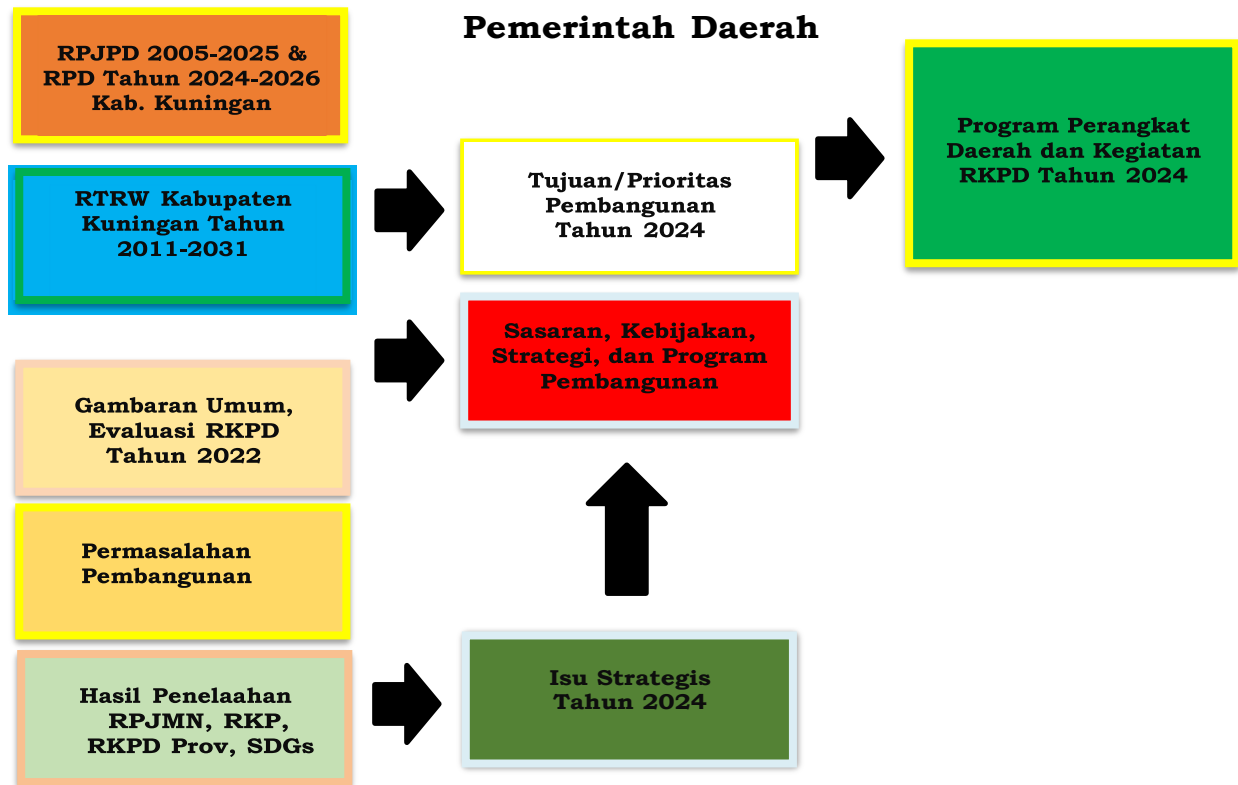 Pemerintah Daerah
RPJPD 2005-2025 &
RPD Tahun 2024-2026
Kab. Kuningan
RTRW Kabupaten
Kuningan Tahun
2011-2031
Gambaran Umum,
Evaluasi RKPD
Tahun 2022
Permasalahan
Pembangunan
Hasil Penelaahan
RPJMN, RKP,
RKPD Prov, SDGs
Tujuan/Prioritas
Pembangunan
Tahun 2024
Sasaran, Kebijakan,
Strategi, dan Program
Pembangunan
Isu Strategis
Tahun 2024
Program Perangkat
Daerah dan Kegiatan
RKPD Tahun 2024